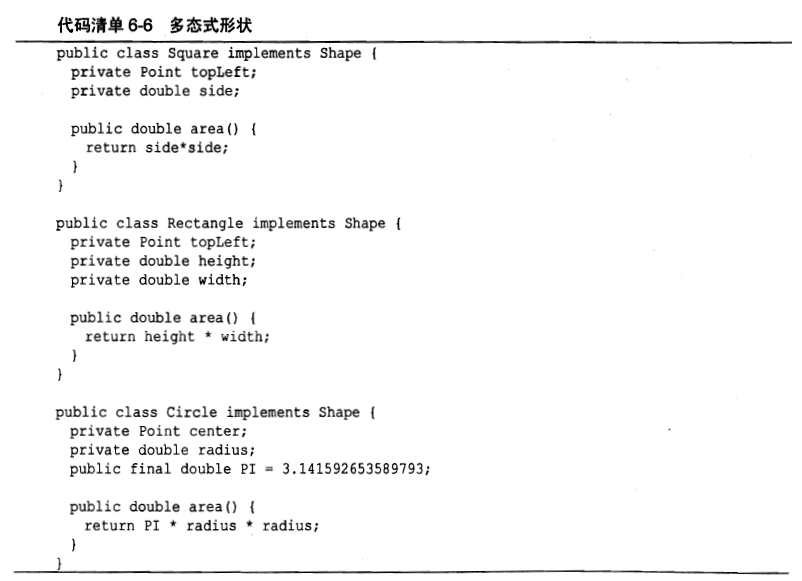 代码清单 6-6 多态式形状
public class Square implements Shape {
  private Point topLeft;
  private double side;

  public double area() {
    return side*side;
  }
}

public class Rectangle implements Shape {
  private Point topLeft;
  private double height;
  private double width;

  public double area() {
    return height * width;
  }
}

public class Circle implements Shape {
  private Point center;
  private double radius;
  public final double PI = 3.141592653589793;

  public double area() {
    return PI * radius * radius;
  }
}